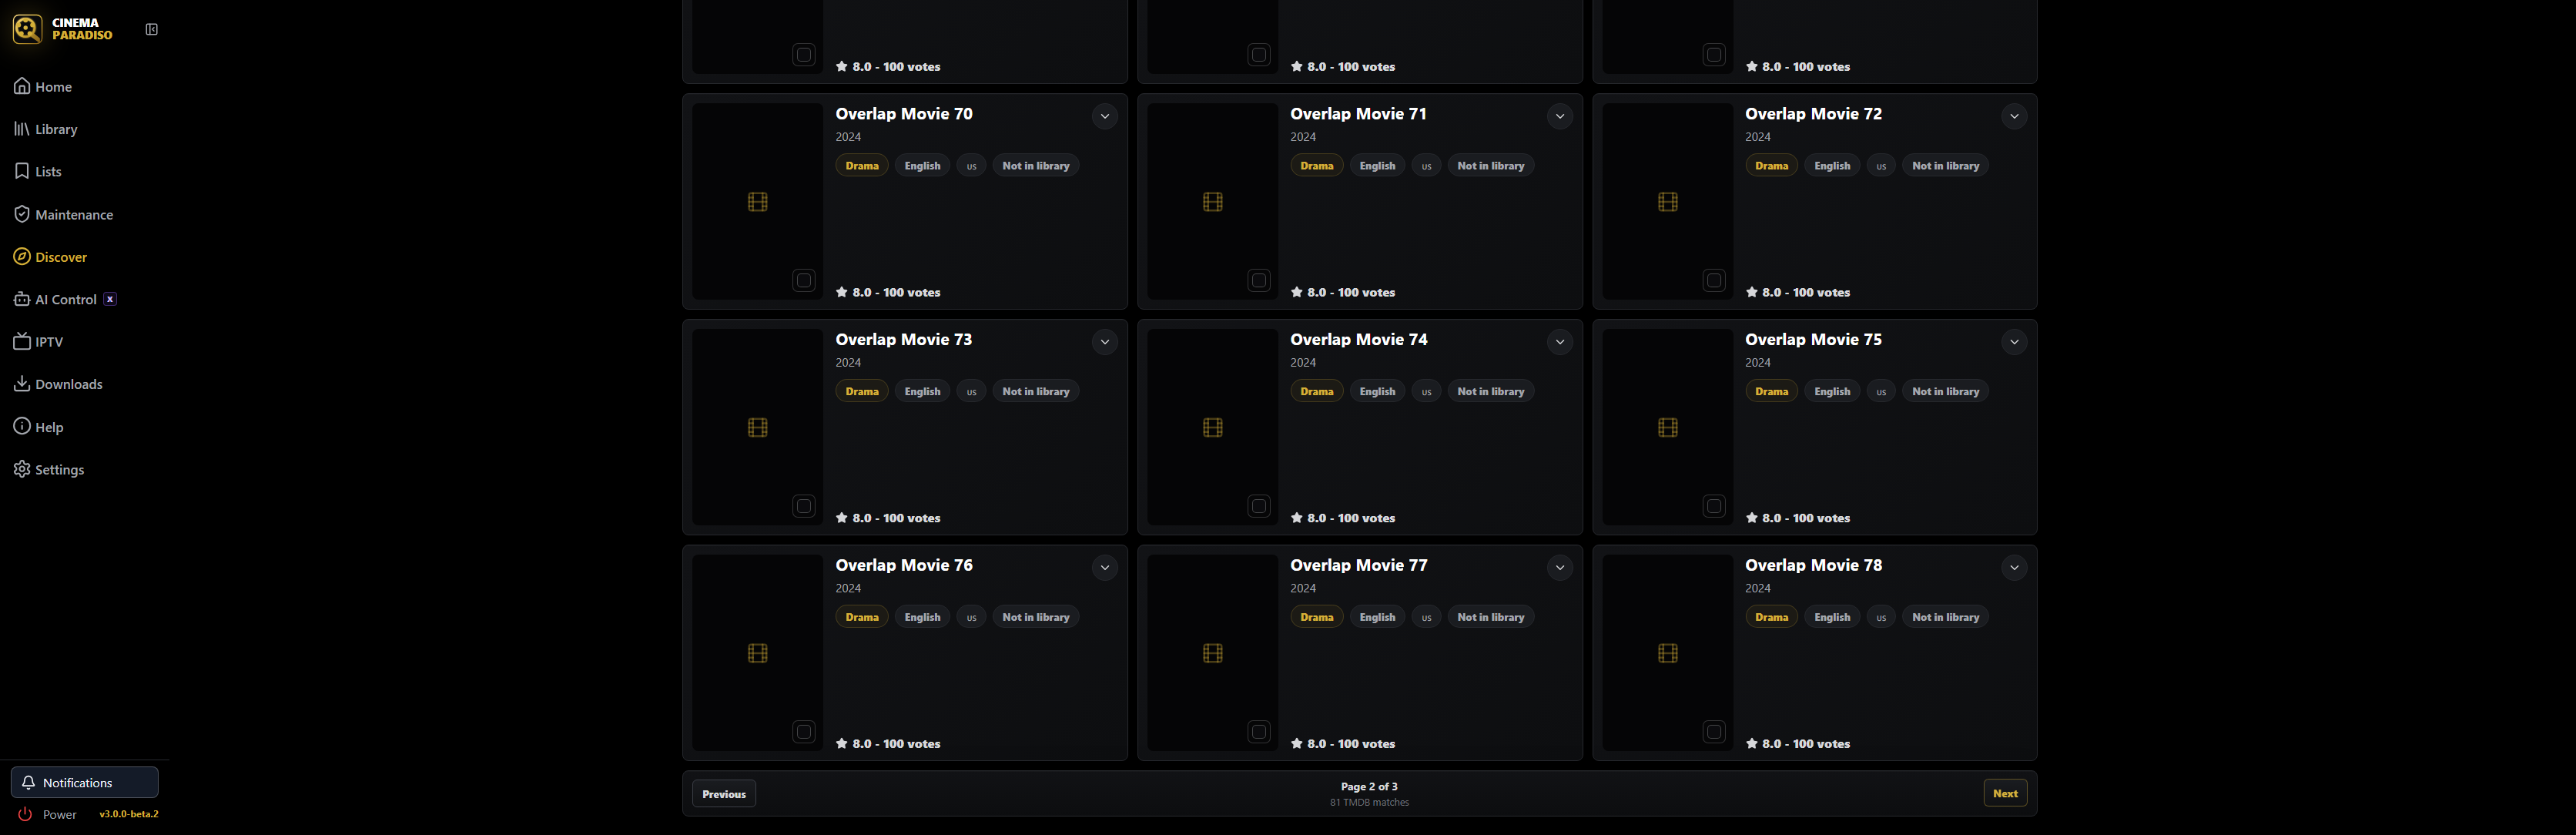 CINEMA
PARADISO
Home
Library
Lists
Maintenance
Discover
AI Control x
IPTV
Downloads
Help
Settings
Notifications
Power v3.0.0-beta.2
8.0 - 100 votes
8.0 - 100 votes
8.0 - 100 votes
Overlap Movie 70
2024
Drama English us Not in library
8.0 - 100 votes
Overlap Movie 71
2024
Drama English us Not in library
8.0 - 100 votes
Overlap Movie 72
2024
Drama English us Not in library
8.0 - 100 votes
Overlap Movie 73
2024
Drama English us Not in library
8.0 - 100 votes
Overlap Movie 74
2024
Drama English us Not in library
8.0 - 100 votes
Overlap Movie 75
2024
Drama English us Not in library
8.0 - 100 votes
Overlap Movie 76
2024
Drama English us Not in library
8.0 - 100 votes
Overlap Movie 77
2024
Drama English us Not in library
8.0 - 100 votes
Overlap Movie 78
2024
Drama English us Not in library
8.0 - 100 votes
Previous
Page 2 of 3
81 TMDB matches
Next